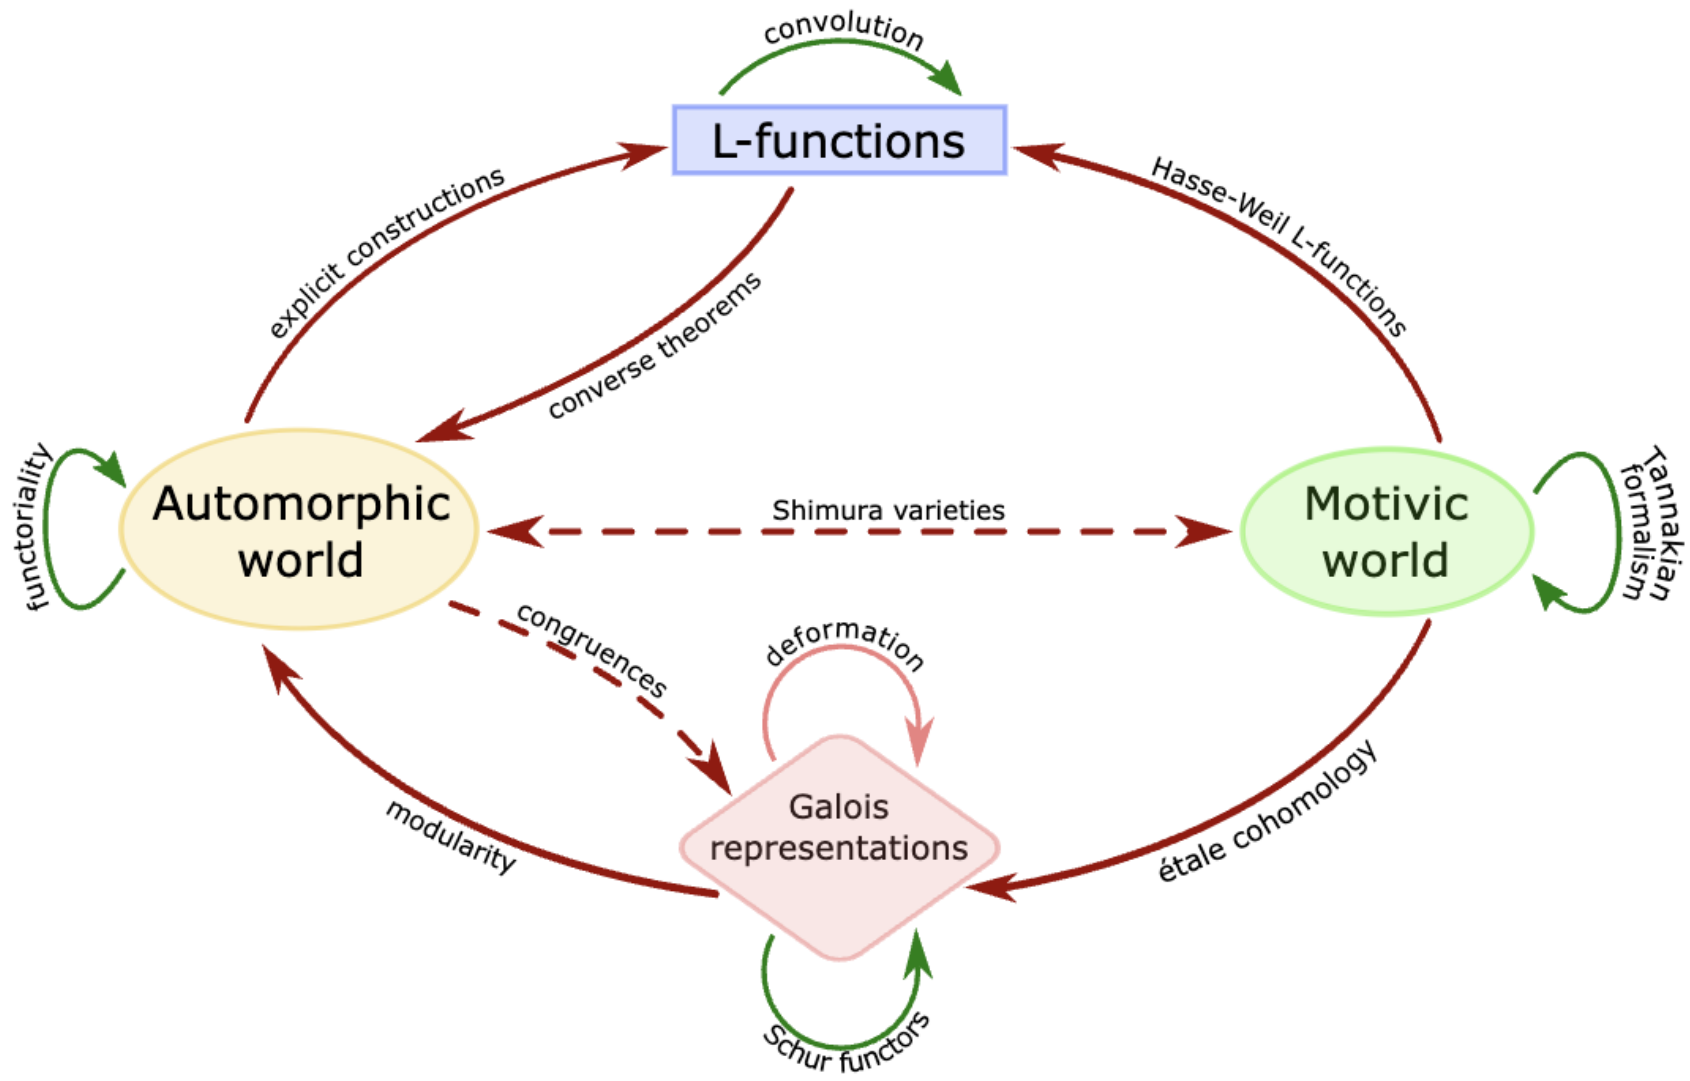 convolution
L-functions
Hasse-Weil L-functions
explicit constructions
converse theorems
functoriality
Automorphic
world
Shimura varieties
Motivic
world
Tannakian
formalism
congruences
deformation
Galois
representations
modularity
étale cohomology
Schur functors